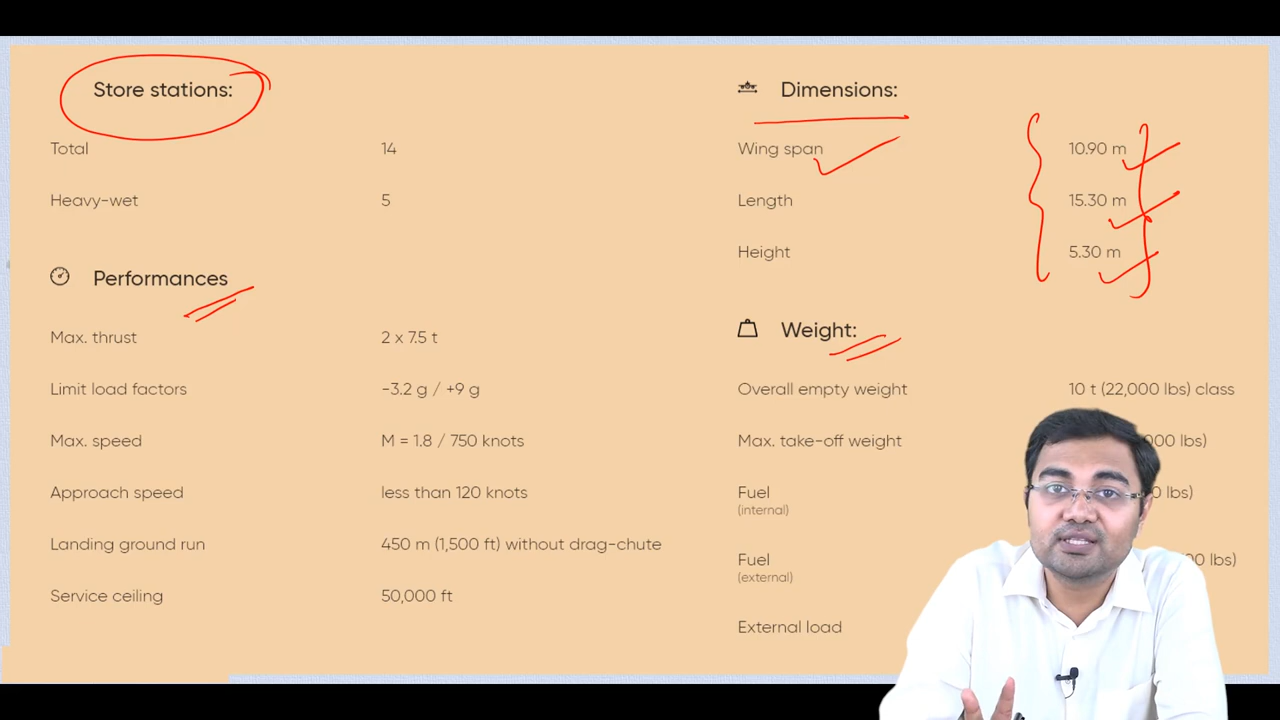 Store stations:
Total 14
Heavy-wet 5
Performances
Max. thrust 2 x 7.5 t
Limit load factors -3.2 g / +9 g
Max. speed M = 1.8 / 750 knots
Approach speed less than 120 knots
Landing ground run 450 m (1,500 ft) without drag-chute
Service ceiling 50,000 ft
Dimensions:
Wing span 10.90 m
Length 15.30 m
Height 5.30 m
Weight:
Overall empty weight 10 t (22,000 lbs) class
Max. take-off weight lbs)
Fuel lbs)
(internal)
Fuel lbs)
(external)
External load